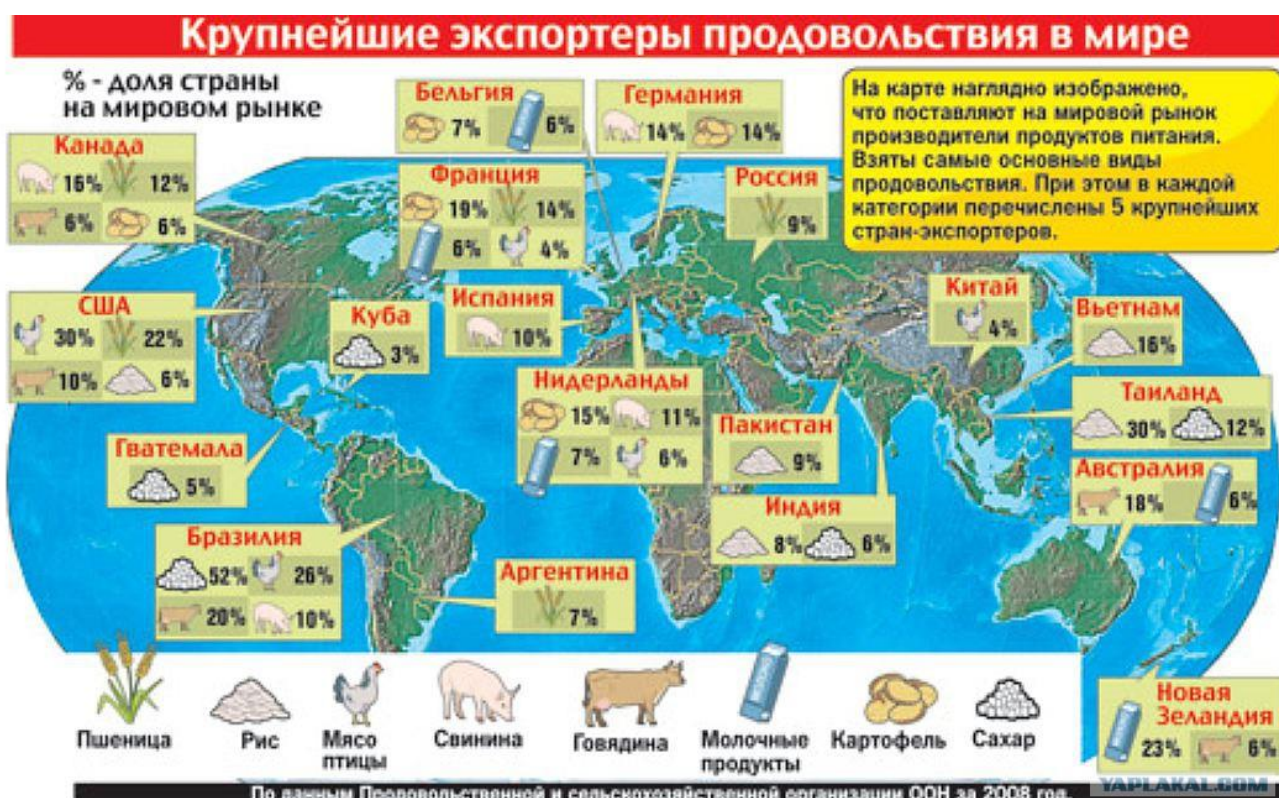 Крупнейшие экспортеры продовольствия в мире
% - доля страны
на мировом рынке
На карте наглядно изображено,
что поставляют на мировой рынок
производители продуктов питания.
Взяты самые основные виды
продовольствия. При этом в каждой
категории перечислены 5 крупнейших
стран-экспортеров.
Бельгия
7% 6%
Германия
14% 14%
Канада
16% 12%
6% 6%
Франция
19% 14%
6% 4%
Россия
9%
США
30% 22%
10% 6%
Куба
3%
Испания
10%
Китай
4%
Вьетнам
16%
Нидерланды
15% 11%
7% 6%
Пакистан
9%
Таиланд
30% 12%
Гватемала
5%
Индия
8% 6%
Австралия
18% 6%
Бразилия
52% 26%
20% 10%
Аргентина
7%
Новая
Зеландия
23% 6%
Пшеница
Рис
Мясо
птицы
Свинина
Говядина
Молочные
продукты
Картофель
Сахар
По данным Продовольственной и сельскохозяйственной организации ООН за 2008 год.
YAPLAKAL.COM